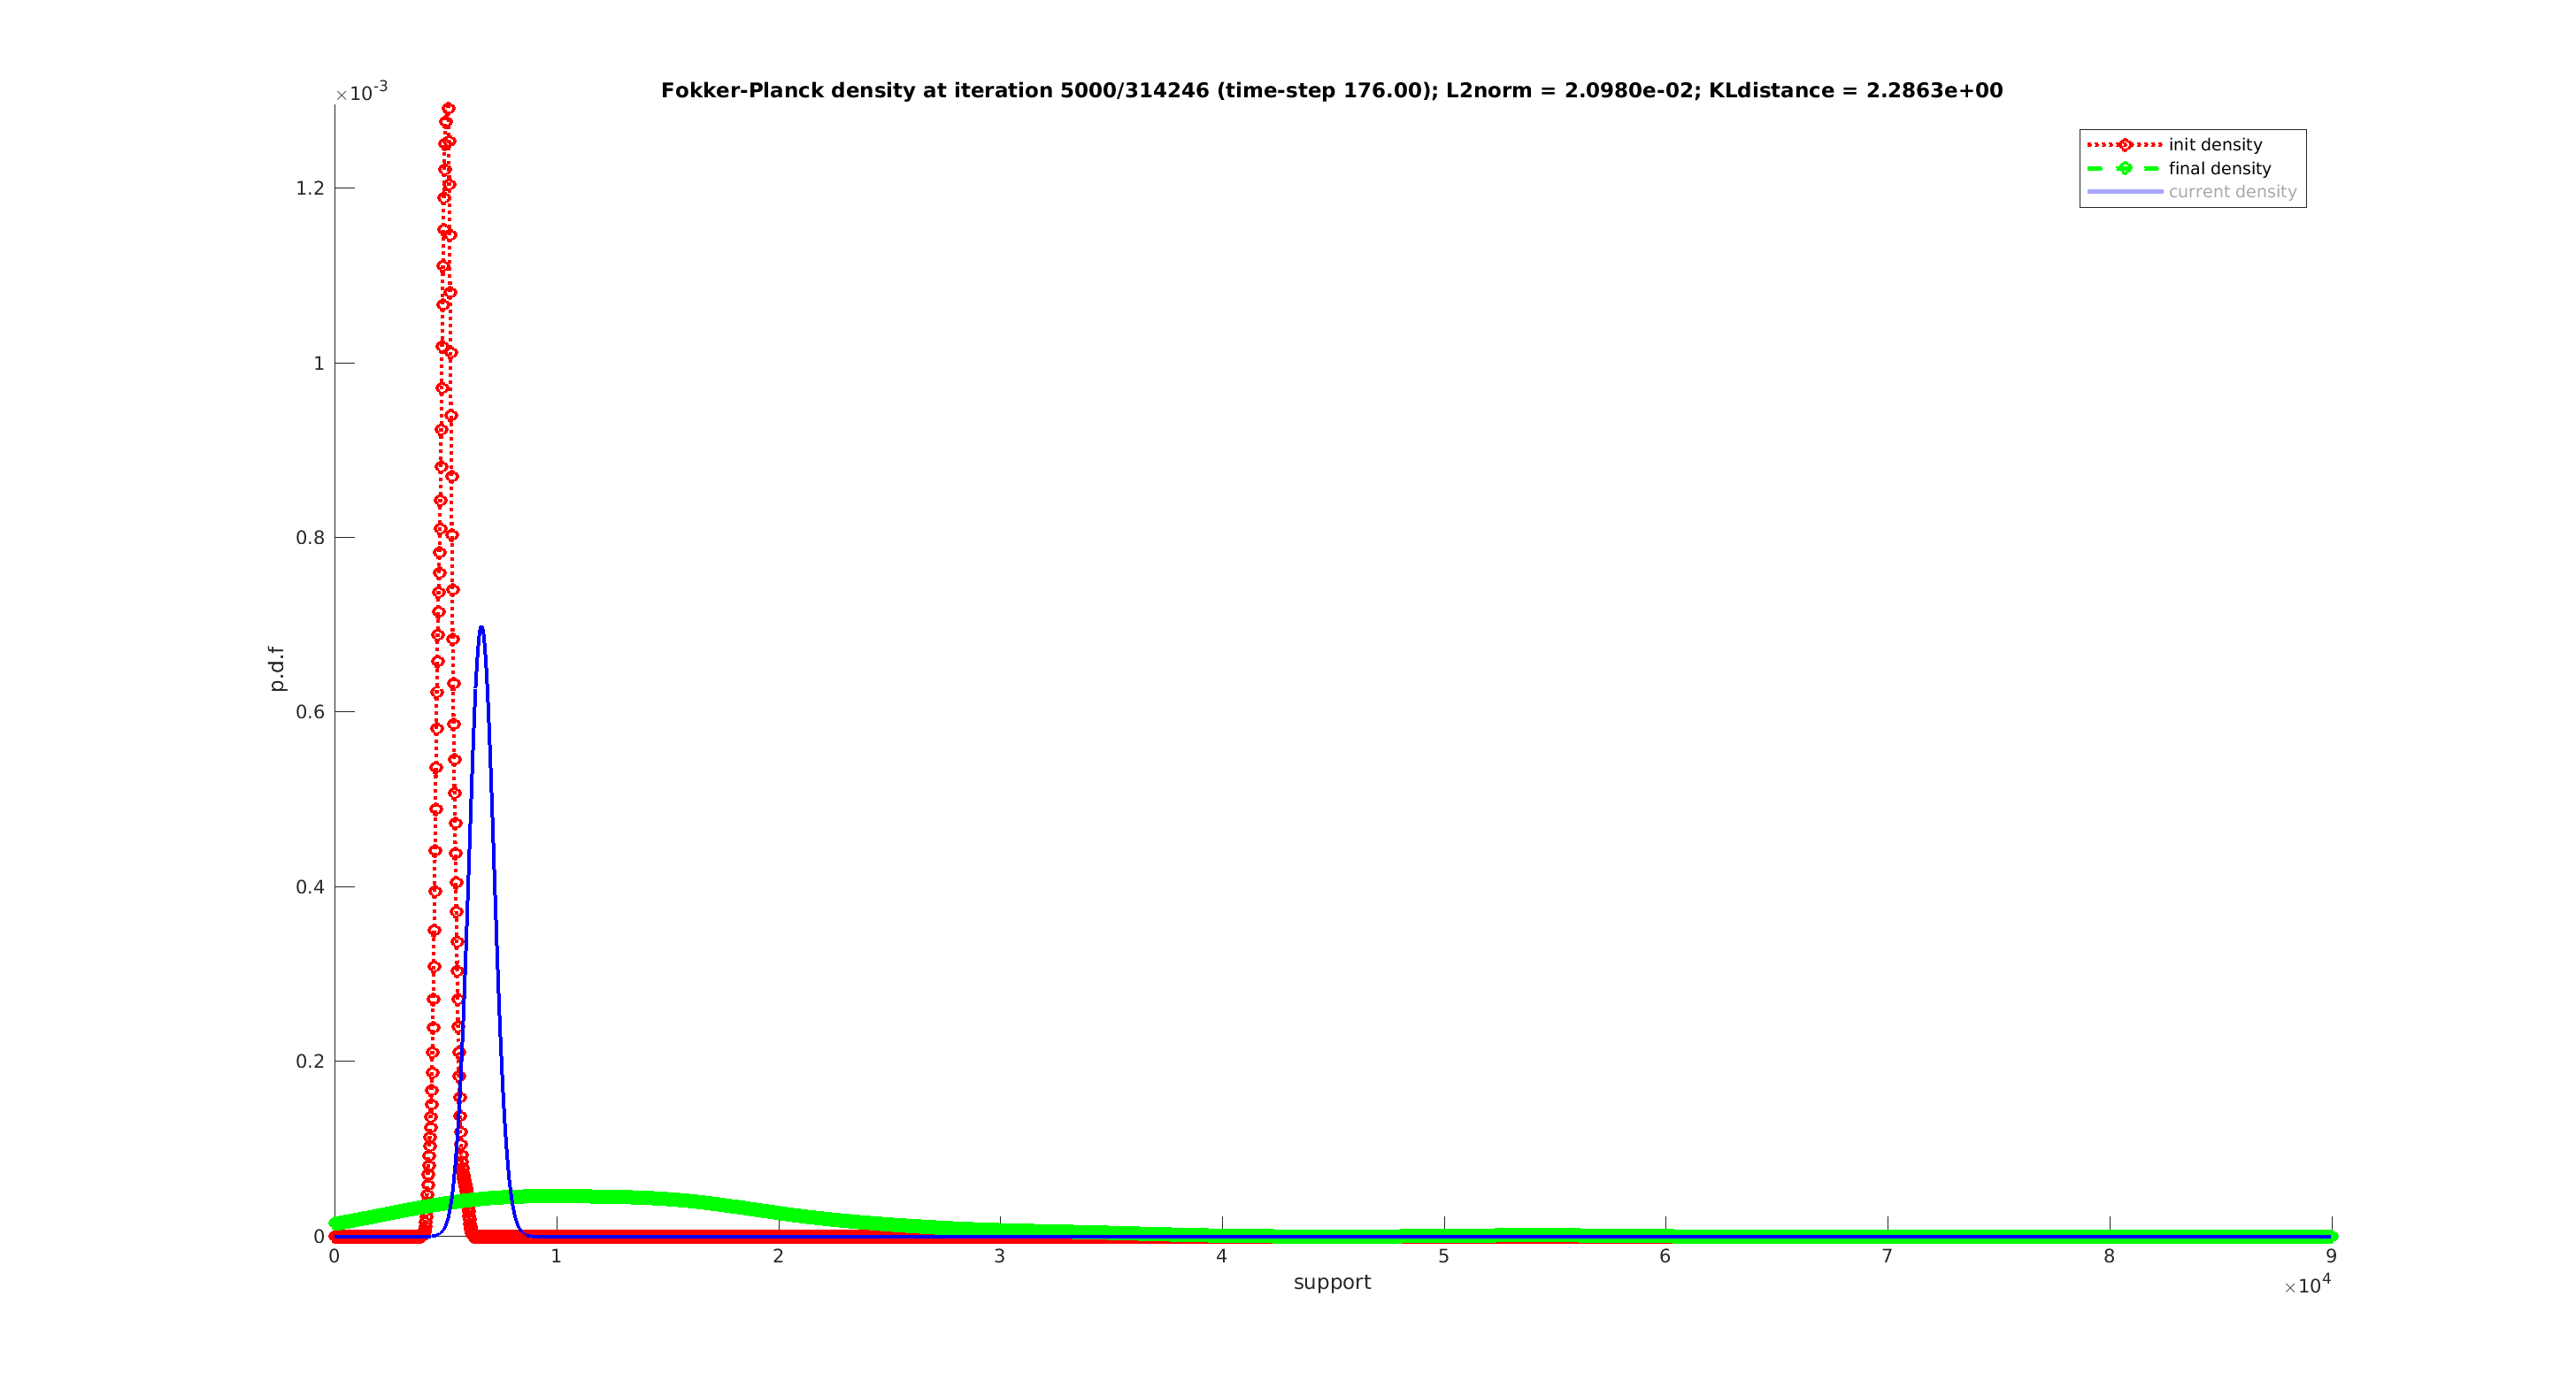 ×10-3
Fokker-Planck density at iteration 5000/314246 (time-step 176.00); L2norm = 2.0980e-02; KLdistance = 2.2863e+00
init density
final density
current density
1.2
1
0.8
0.6
0.4
0.2
0
p.d.f
0 1 2 3 4 5 6 7 8 9
support
×104